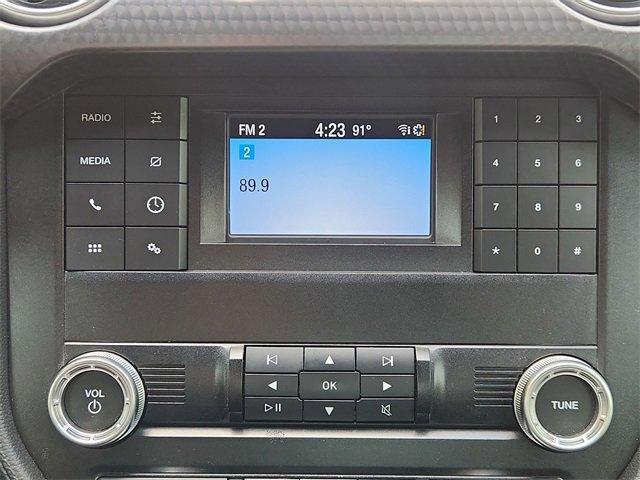 RADIO
MEDIA
FM 2 4:23 91°
2
89.9
1 2 3
4 5 6
7 8 9
* 0 #
OK
VOL
TUNE